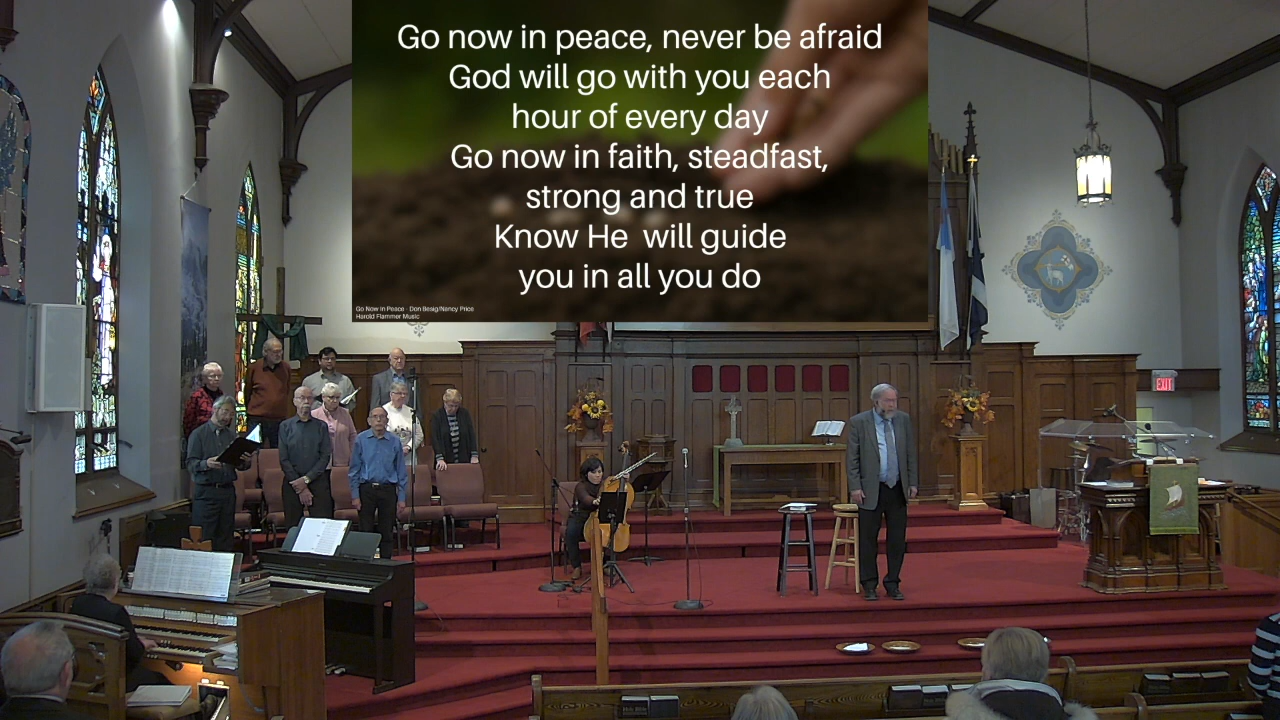 Go now in peace, never be afraid
God will go with you each
hour of every day
Go now in faith, steadfast,
strong and true
Know He will guide
you in all you do
Go Now in Peace - Don Besig/Nancy Price
Harold Flammer Music
EXIT